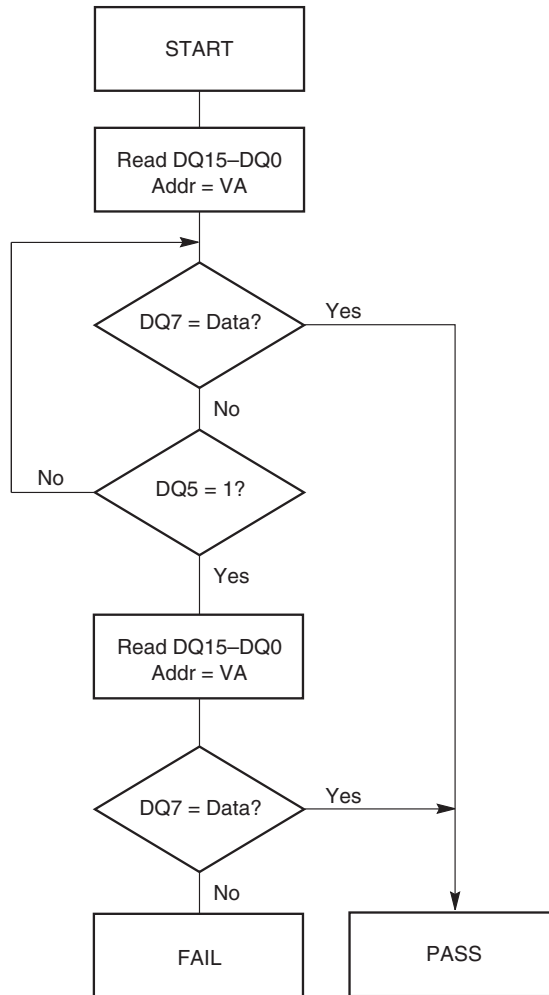 START
Read DQ15–DQ0
Addr = VA
DQ7 = Data?
Yes
No
No
DQ5 = 1?
Yes
Read DQ15–DQ0
Addr = VA
DQ7 = Data?
Yes
No
FAIL
PASS